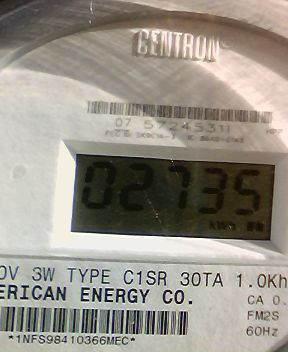 CENTRON
07 57245311
02735
kWh
0V 3W TYPE C1SR 30TA 1.0Kh
ERICAN ENERGY CO. CA 0.
FM2S
*1NFS98410366MEC* 60Hz